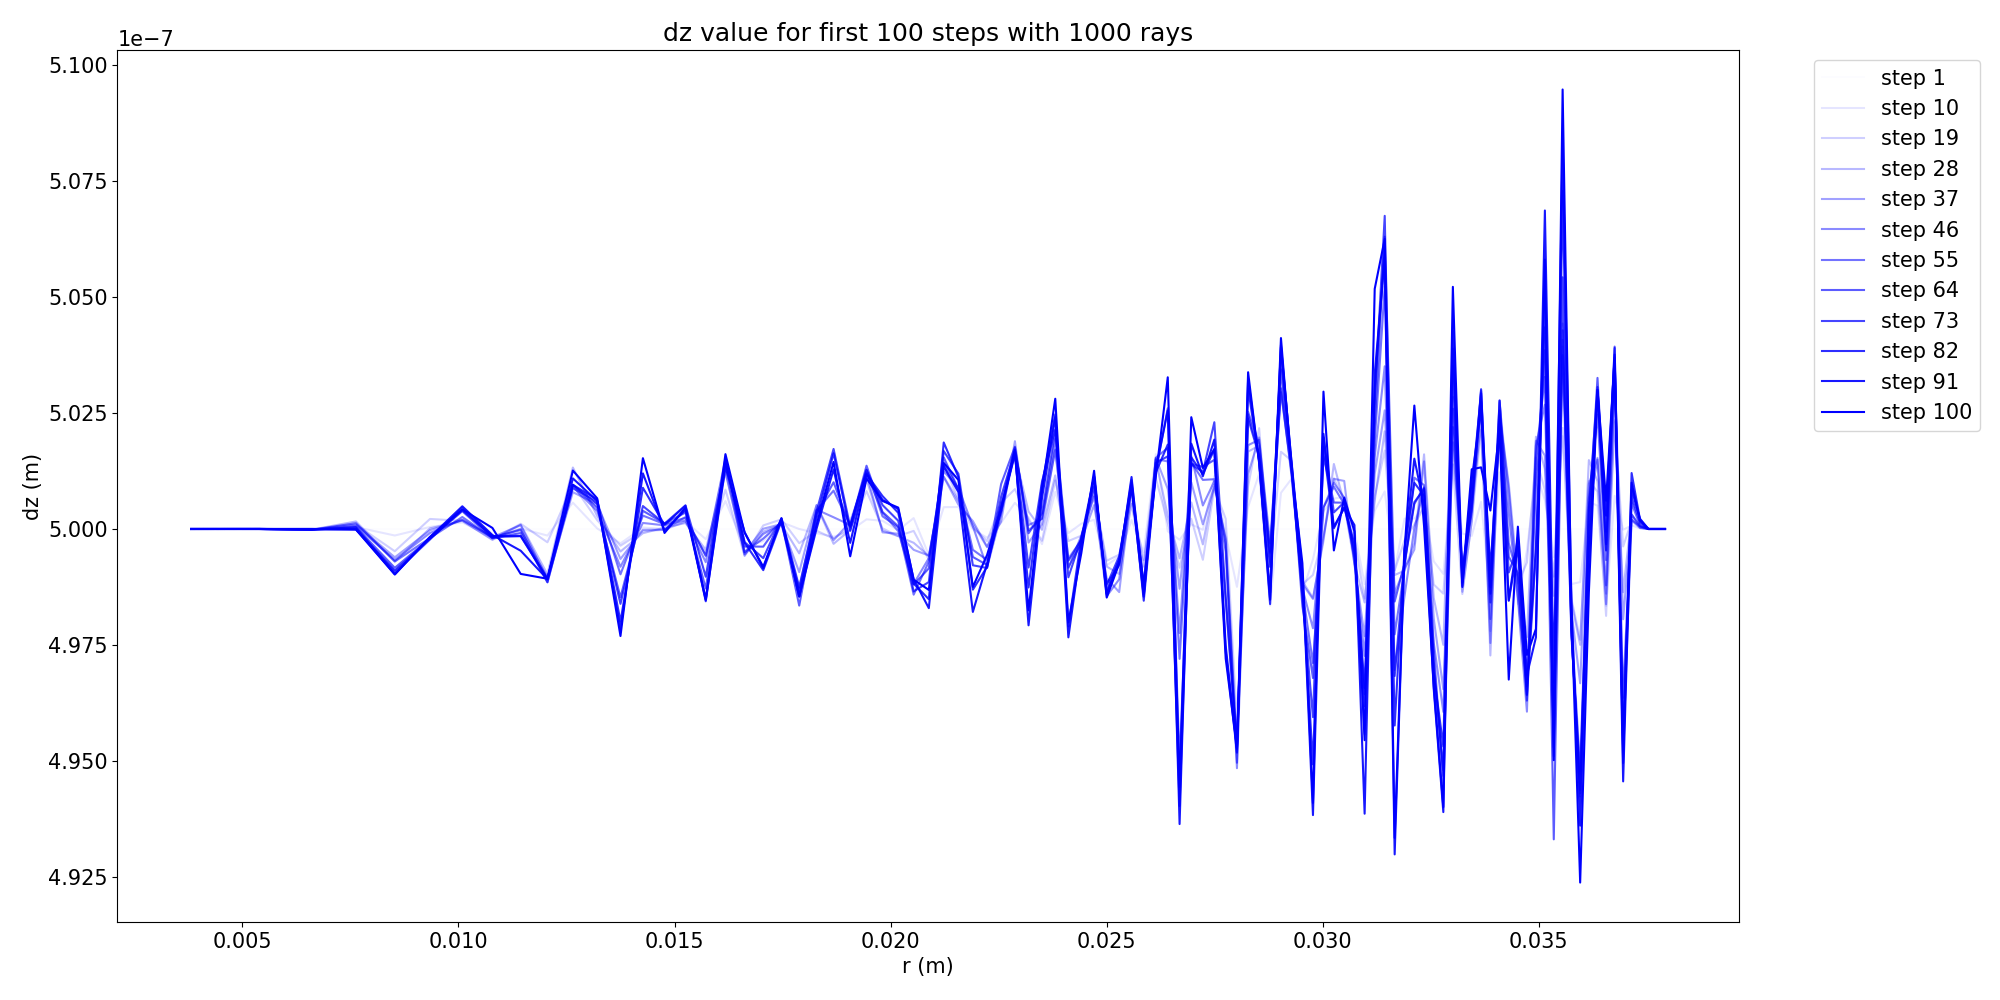 dz value for first 100 steps with 1000 rays
1e−7
5.100
5.075
5.050
5.025
5.000
4.975
4.950
4.925
dz (m)
0.005 0.010 0.015 0.020 0.025 0.030 0.035
r (m)
step 1
step 10
step 19
step 28
step 37
step 46
step 55
step 64
step 73
step 82
step 91
step 100